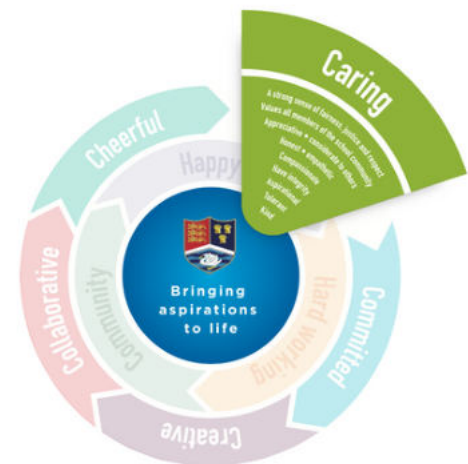 Caring
A strong sense of fairness, justice and respect
Values all members of the school community
Appreciative • considerate to others
Honest • empathetic
Compassionate
Have integrity
Inspirational
Tolerant
Kind
Committed
Creative
Collaborative
Cheerful
Happy
Hard working
Community
Bringing
aspirations
to life